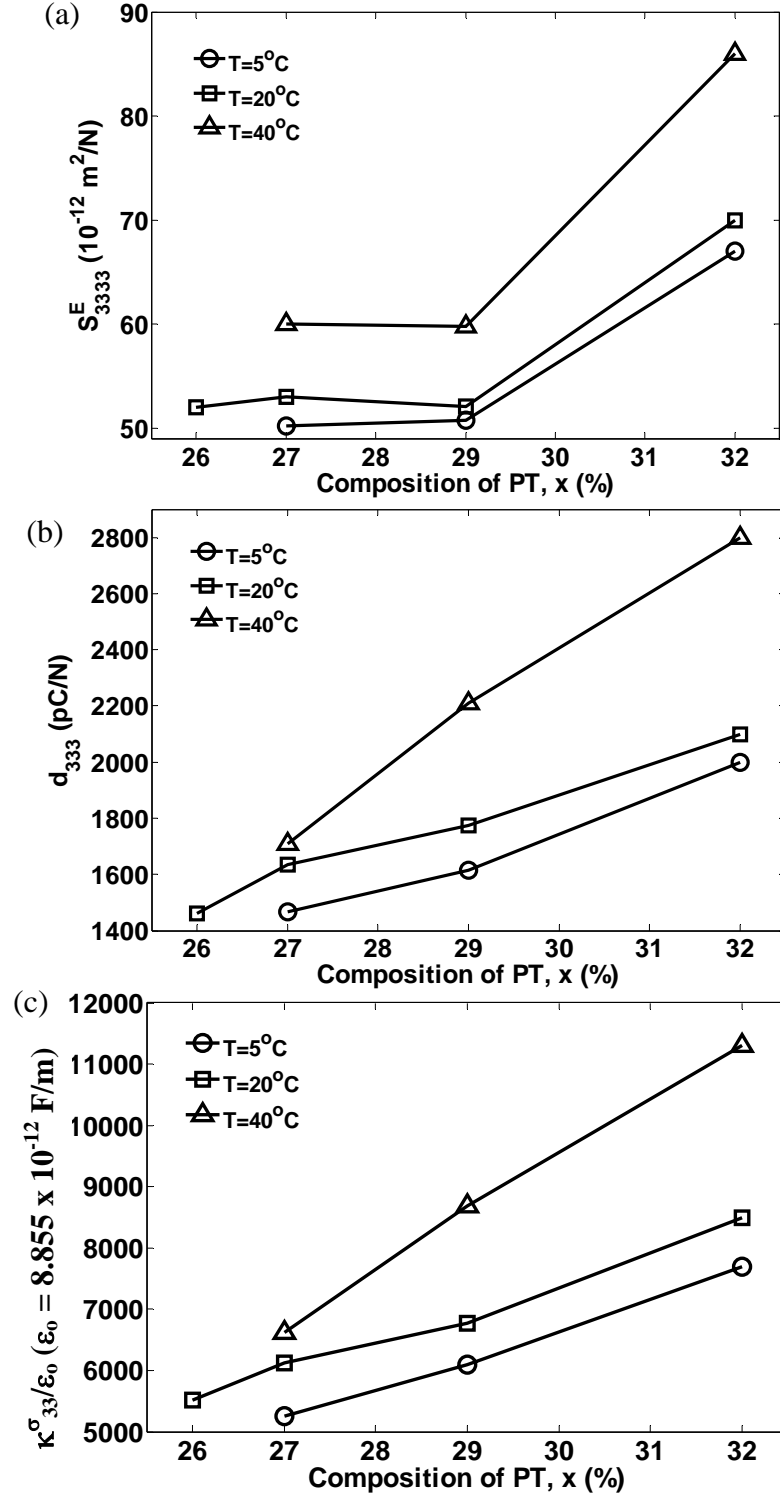 (a)
90
80
70
60
50
S^E_3333 (10^-12 m^2/N)
T=5°C
T=20°C
T=40°C
26 27 28 29 30 31 32
Composition of PT, x (%)
(b)
2800
2600
2400
2200
2000
1800
1600
1400
d_333 (pC/N)
T=5°C
T=20°C
T=40°C
26 27 28 29 30 31 32
Composition of PT, x (%)
(c)
12000
11000
10000
9000
8000
7000
6000
5000
κ^σ_33/ε_o (ε_o = 8.855 x 10^-12 F/m)
T=5°C
T=20°C
T=40°C
26 27 28 29 30 31 32
Composition of PT, x (%)